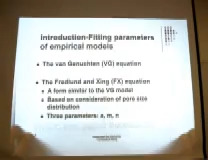 Introduction-Fitting parameters
of empirical models
The van Genuchten (VG) equation
The Fredlund and Xing (FX) equation
A form similar to the VG model
Based on consideration of pore size
distribution
Three parameters: a, m, n